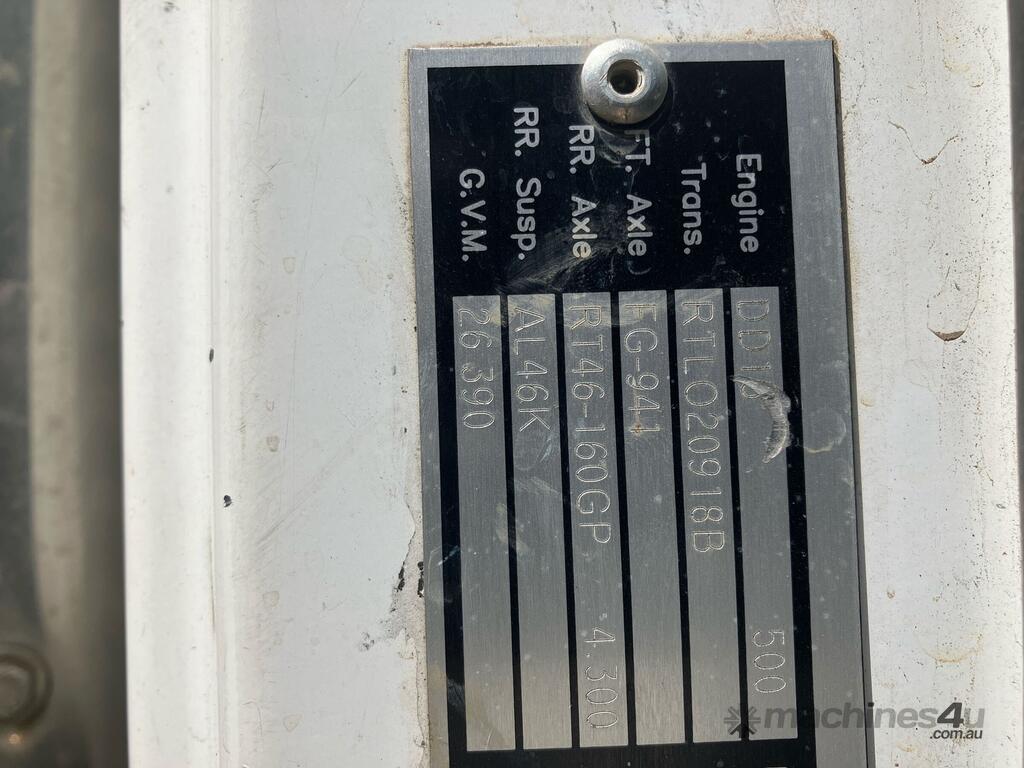 Engine DD13 500
Trans. RTLO20918B
FT. Axle FG-941
RR. Axle RT46-160GP 4.300
RR. Susp. AL46K
G.V.M. 26 390
machines4u
.com.au